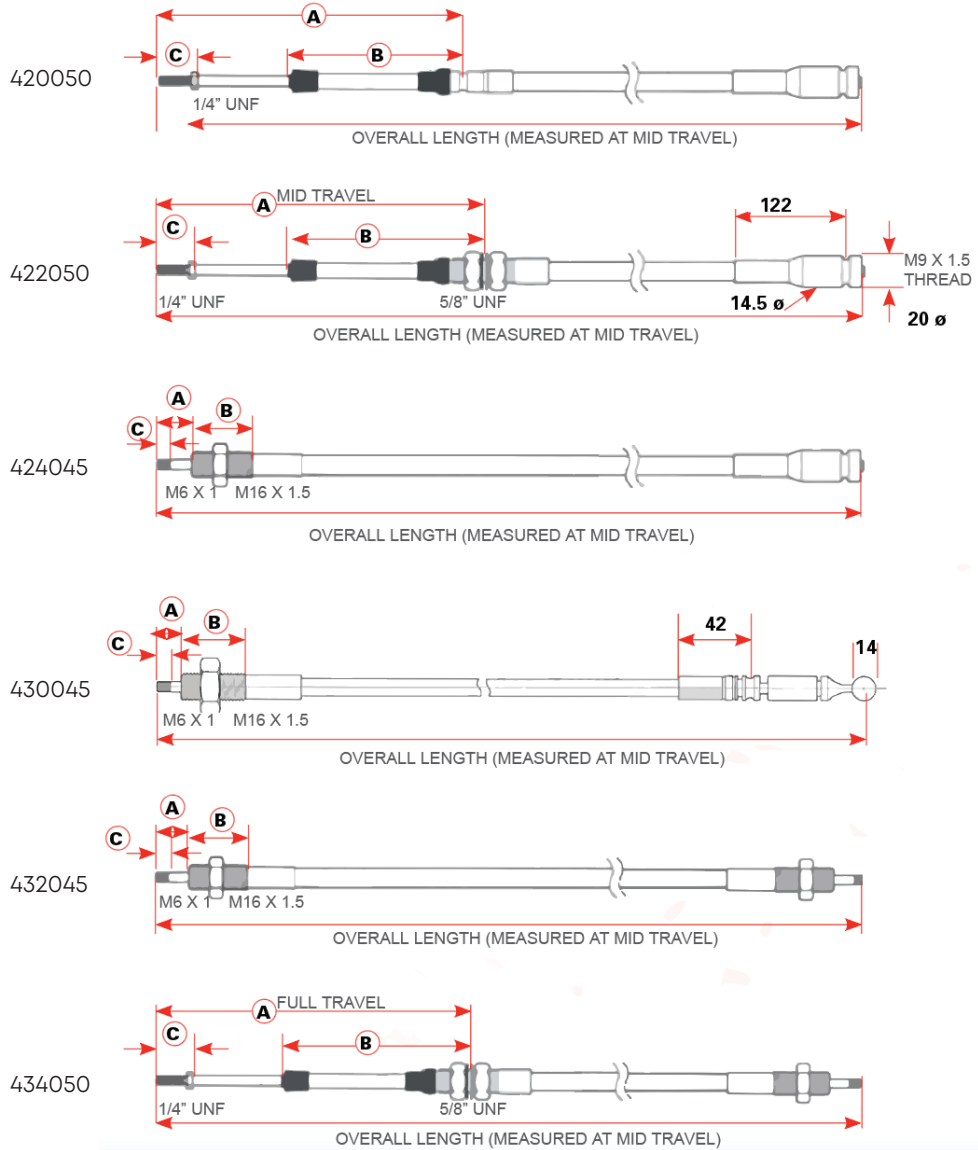 A
C
B
420050
1/4" UNF
OVERALL LENGTH (MEASURED AT MID TRAVEL)
A MID TRAVEL
C
B
122
422050
M9 X 1.5
THREAD
1/4" UNF
5/8" UNF
14.5 ø
20 ø
OVERALL LENGTH (MEASURED AT MID TRAVEL)
A
B
C
424045
M6 X 1
M16 X 1.5
OVERALL LENGTH (MEASURED AT MID TRAVEL)
A
B
C
42
14
430045
M6 X 1
M16 X 1.5
OVERALL LENGTH (MEASURED AT MID TRAVEL)
A
B
C
432045
M6 X 1
M16 X 1.5
OVERALL LENGTH (MEASURED AT MID TRAVEL)
A FULL TRAVEL
C
B
434050
1/4" UNF
5/8" UNF
OVERALL LENGTH (MEASURED AT MID TRAVEL)